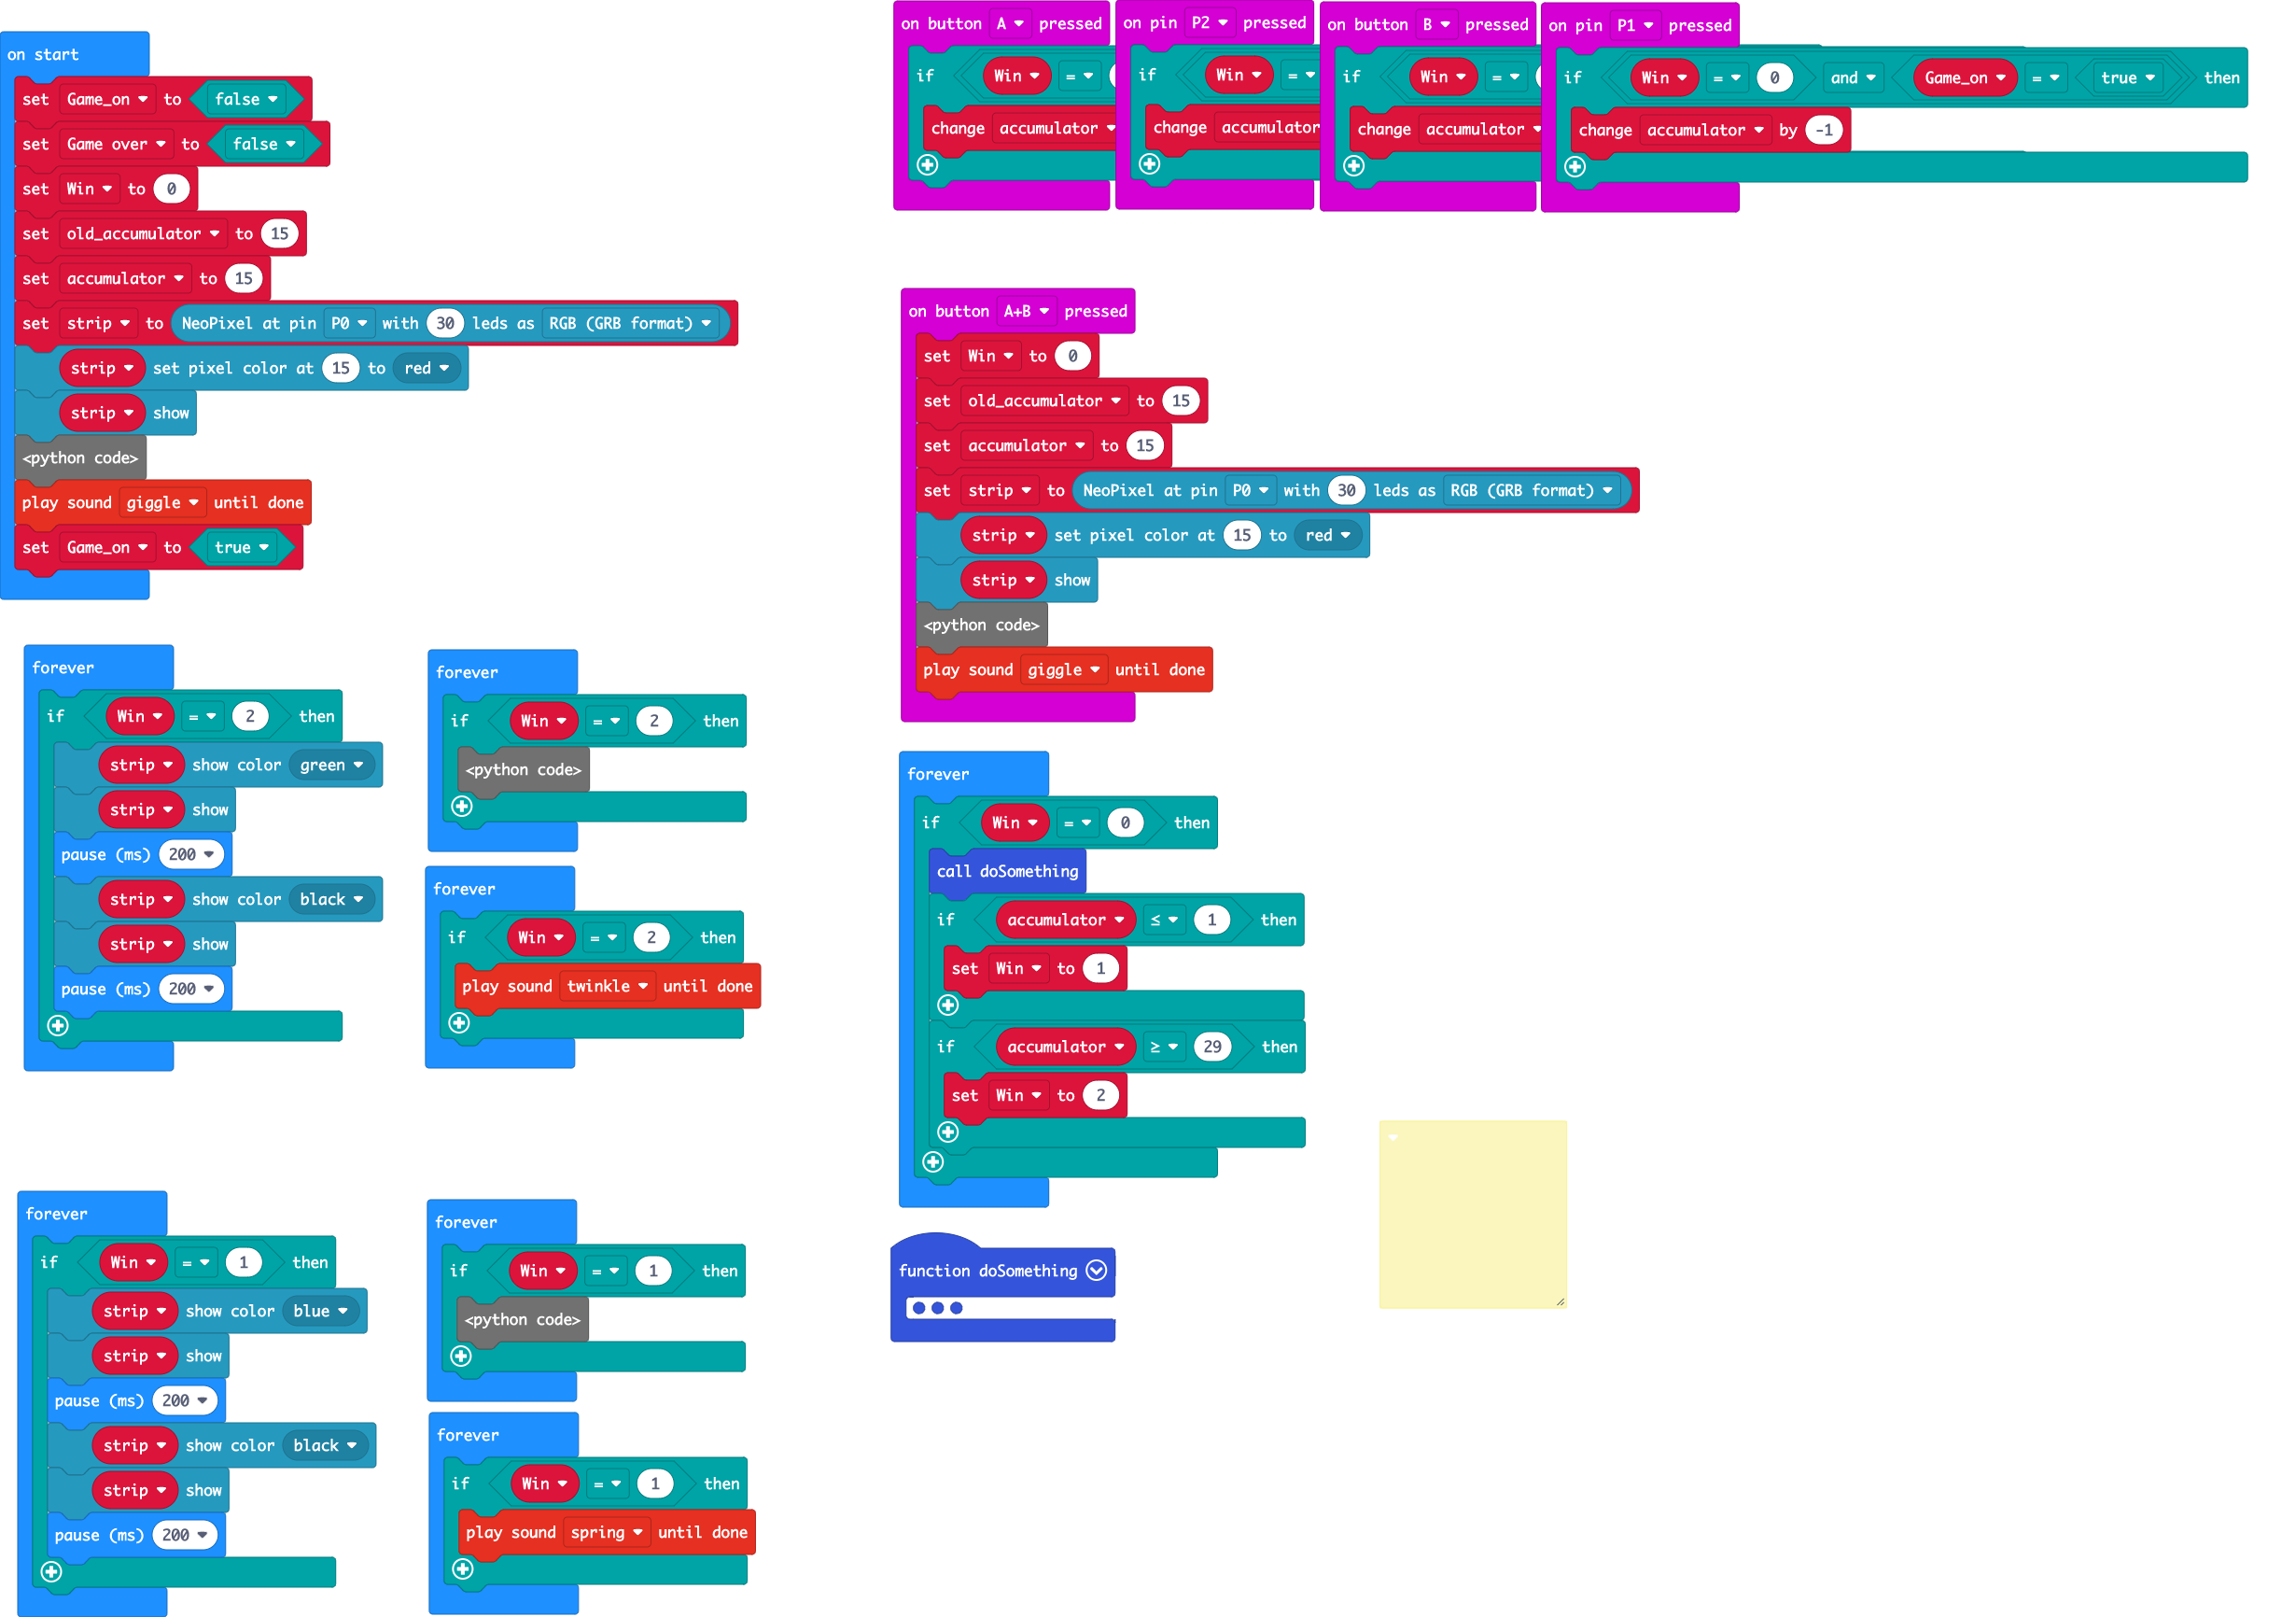 on start
set Game_on to false
set Game over to false
set Win to 0
set old_accumulator to 15
set accumulator to 15
set strip to NeoPixel at pin P0 with 30 leds as RGB (GRB format)
strip set pixel color at 15 to red
strip show
<python code>
play sound giggle until done
set Game_on to true
forever
if Win = 2 then
strip show color green
strip show
pause (ms) 200
strip show color black
strip show
pause (ms) 200
forever
if Win = 2 then
<python code>
forever
if Win = 2 then
play sound twinkle until done
forever
if Win = 1 then
strip show color blue
strip show
pause (ms) 200
strip show color black
strip show
pause (ms) 200
forever
if Win = 1 then
<python code>
forever
if Win = 1 then
play sound spring until done
on button A pressed
if Win =
change accumulator
on pin P2 pressed
if Win =
change accumulator
on button B pressed
if Win =
change accumulator
on pin P1 pressed
if Win = 0 and Game_on = true then
change accumulator by -1
on button A+B pressed
set Win to 0
set old_accumulator to 15
set accumulator to 15
set strip to NeoPixel at pin P0 with 30 leds as RGB (GRB format)
strip set pixel color at 15 to red
strip show
<python code>
play sound giggle until done
forever
if Win = 0 then
call doSomething
if accumulator ≤ 1 then
set Win to 1
if accumulator ≥ 29 then
set Win to 2
function doSomething